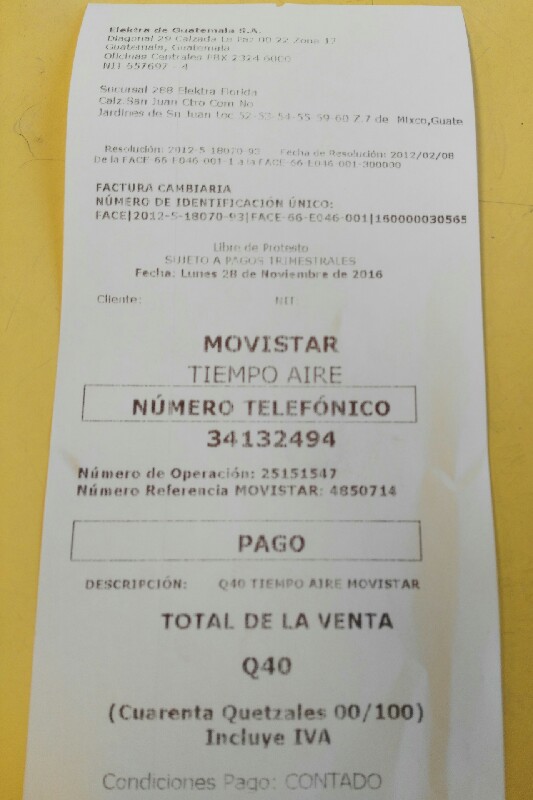 Elektra de Guatemala S.A.
Diagonal 29 Calzada La Paz 00-22 Zona 17
Guatemala, Guatemala
Oficinas Centrales PBX 2324 6000
NIT 557697 - 4
Sucursal 288 Elektra Florida
Calz.San Juan Ctro Com No
Jardines de Sn Juan Loc 52-53-54-55-59-60 Z.7 de Mixco,Guate
Resolución: 2012-5-18070-93 Fecha de Resolución: 2012/02/08
De la FACE-66-E046-001-1 a la FACE-66-E046-001-300000
FACTURA CAMBIARIA
NÚMERO DE IDENTIFICACIÓN ÚNICO:
FACE|2012-5-18070-93|FACE-66-E046-001|160000030565
Libre de Protesto
SUJETO A PAGOS TRIMESTRALES
Fecha: Lunes 28 de Noviembre de 2016
Cliente: NIT
MOVISTAR
TIEMPO AIRE
NÚMERO TELEFÓNICO
34132494
Número de Operación: 25151547
Número Referencia MOVISTAR: 4850714
PAGO
DESCRIPCIÓN: Q40 TIEMPO AIRE MOVISTAR
TOTAL DE LA VENTA
Q40
(Cuarenta Quetzales 00/100)
Incluye IVA
Condiciones Pago: CONTADO